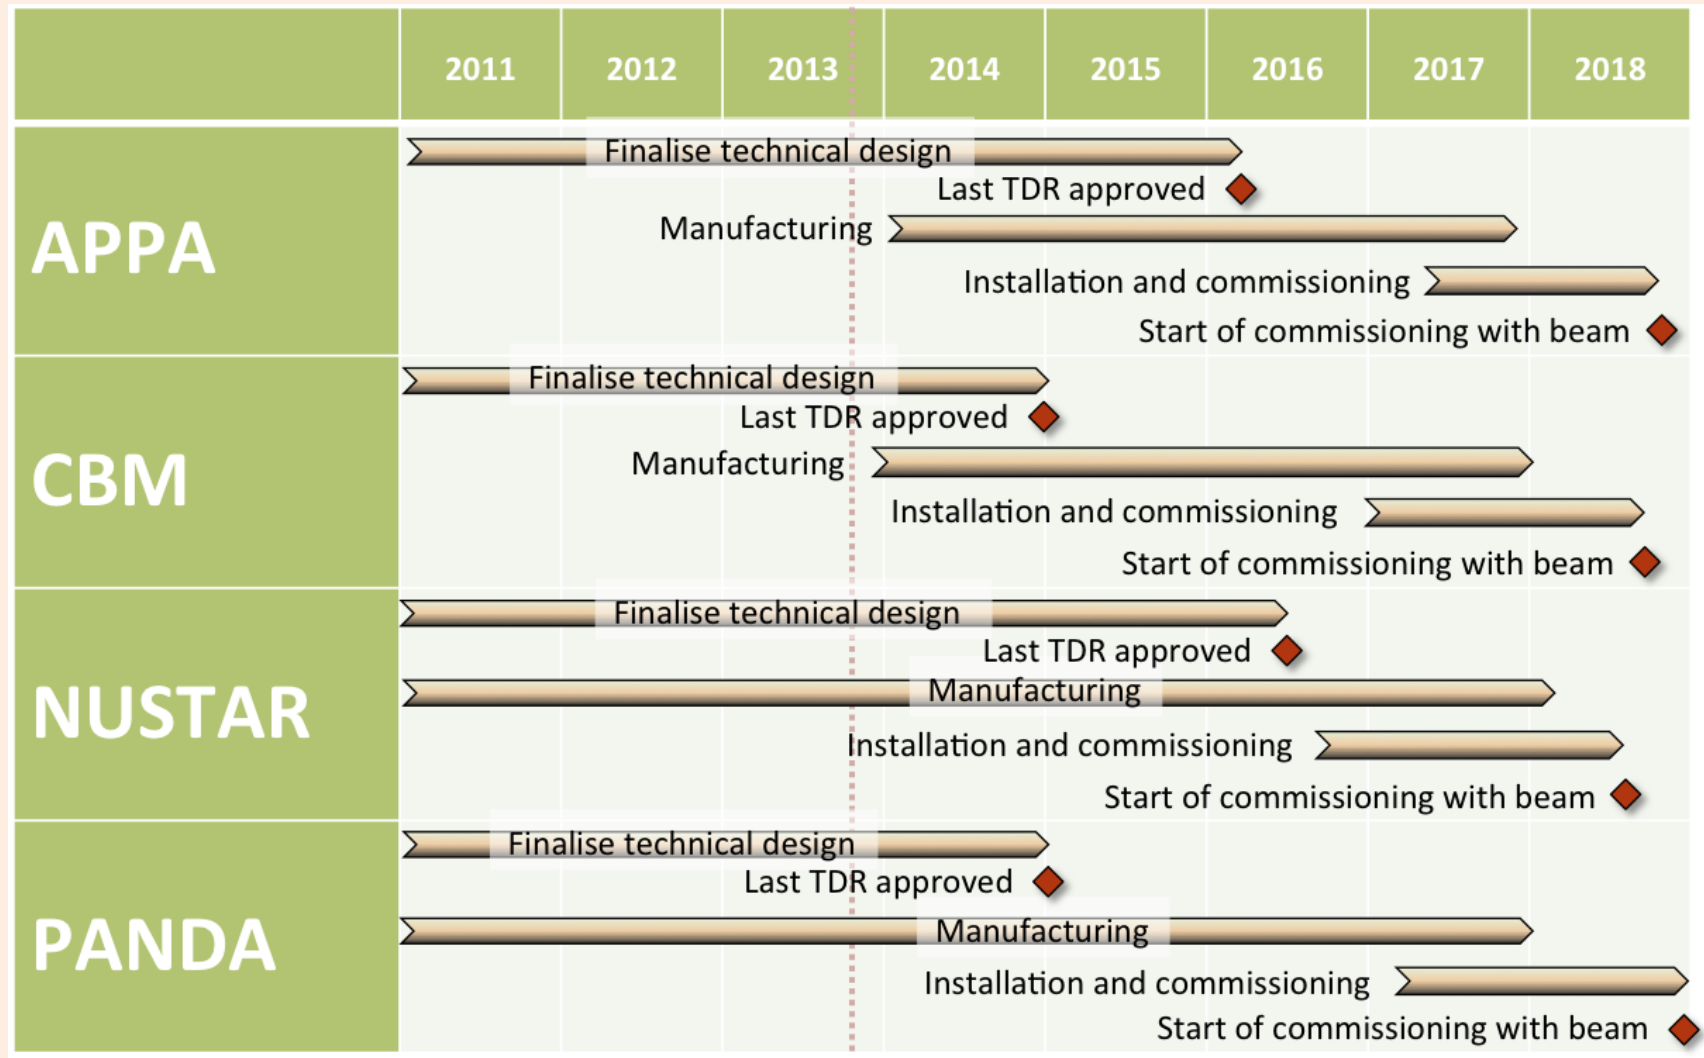 2011 2012 2013 2014 2015 2016 2017 2018
APPA
Finalise technical design
Last TDR approved
Manufacturing
Installation and commissioning
Start of commissioning with beam
CBM
Finalise technical design
Last TDR approved
Manufacturing
Installation and commissioning
Start of commissioning with beam
NUSTAR
Finalise technical design
Last TDR approved
Manufacturing
Installation and commissioning
Start of commissioning with beam
PANDA
Finalise technical design
Last TDR approved
Manufacturing
Installation and commissioning
Start of commissioning with beam